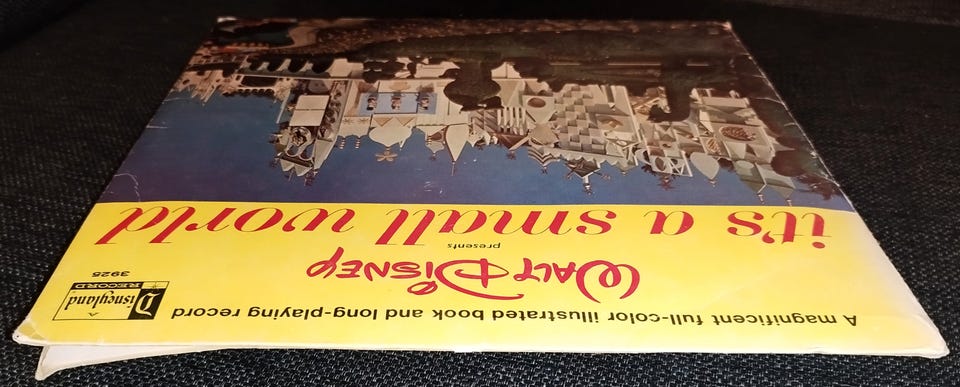 A magnificent full-color illustrated book and long-playing record
A
Disneyland
RECORD
3925
WALT DISNEY
presents
it's a small world